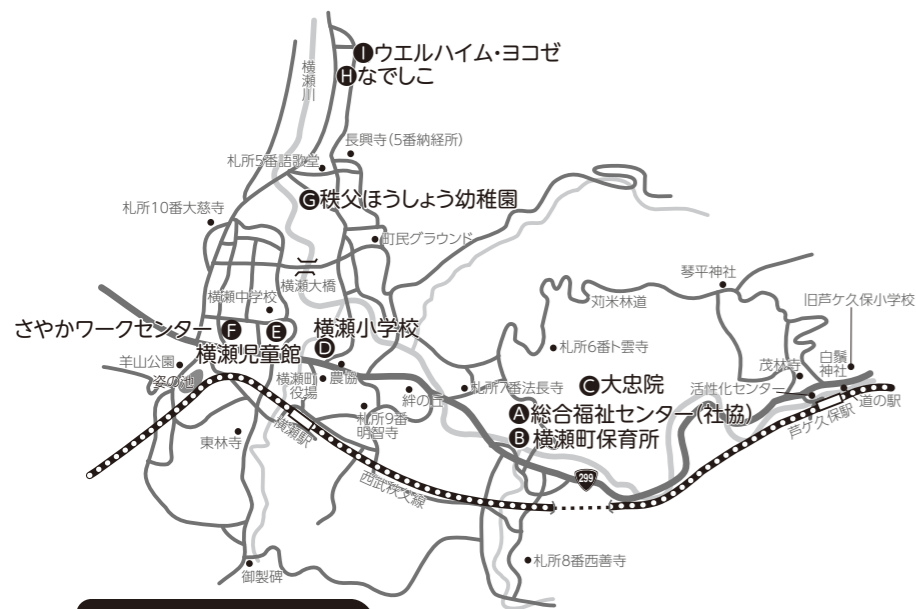 Ⓘウエルハイム・ヨコゼ
Ⓗなでしこ
横瀬川
長興寺(5番納経所)
札所5番語歌堂
Ⓖ秩父ほうしょう幼稚園
札所10番大慈寺
町民グラウンド
横瀬大橋
琴平神社
苅米林道
旧芦ケ久保小学校
横瀬中学校
さやかワークセンターⒻ
Ⓔ
横瀬児童館
横瀬小学校
Ⓓ
札所6番卜雲寺
羊山公園
姿の池
横瀬町
役場
農協
絆の丘
札所7番法長寺
Ⓒ大忠院
茂林寺
白鬚
神社
活性化センター
道の駅
芦ケ久保駅
札所9番
明智寺
Ⓐ総合福祉センター(社協)
Ⓑ横瀬町保育所
東林寺
横瀬駅
299
西武秩父線
札所8番西善寺
御製碑